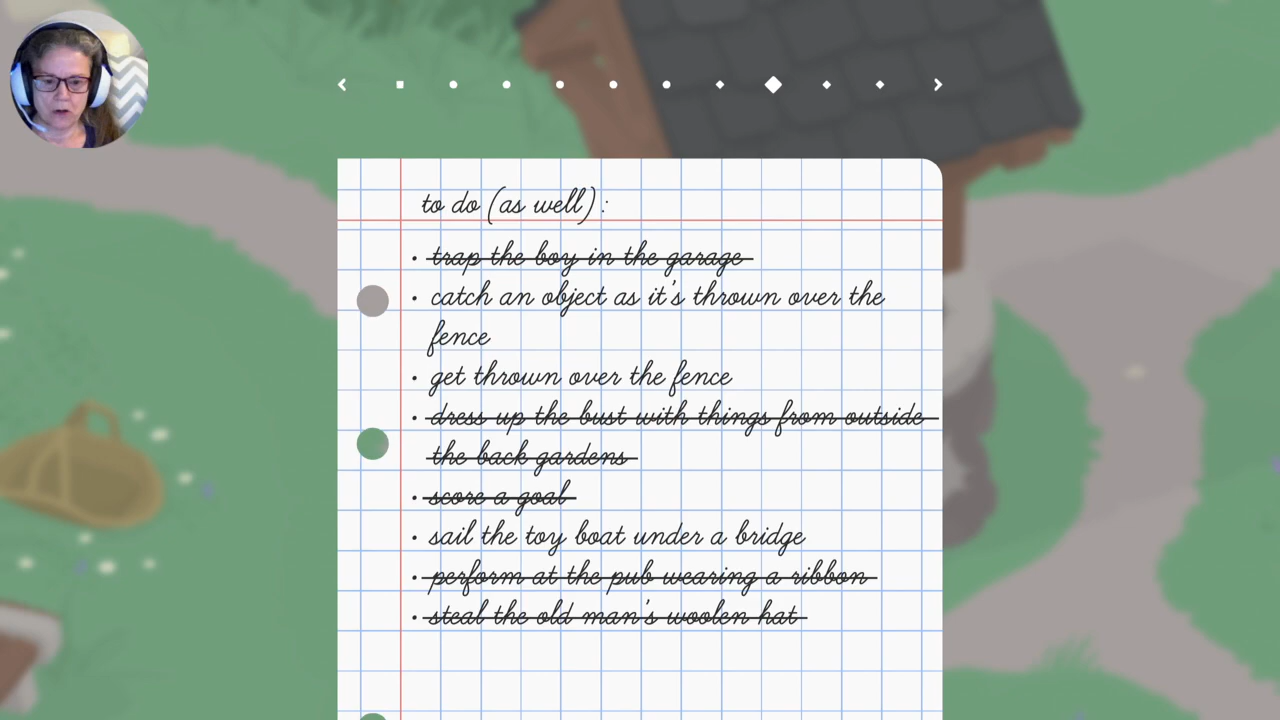 to do (as well):
• trap the boy in the garage
• catch an object as it's thrown over the
fence
• get thrown over the fence
• dress up the bust with things from outside
the back gardens
• score a goal
• sail the toy boat under a bridge
• perform at the pub wearing a ribbon
• steal the old man's woolen hat